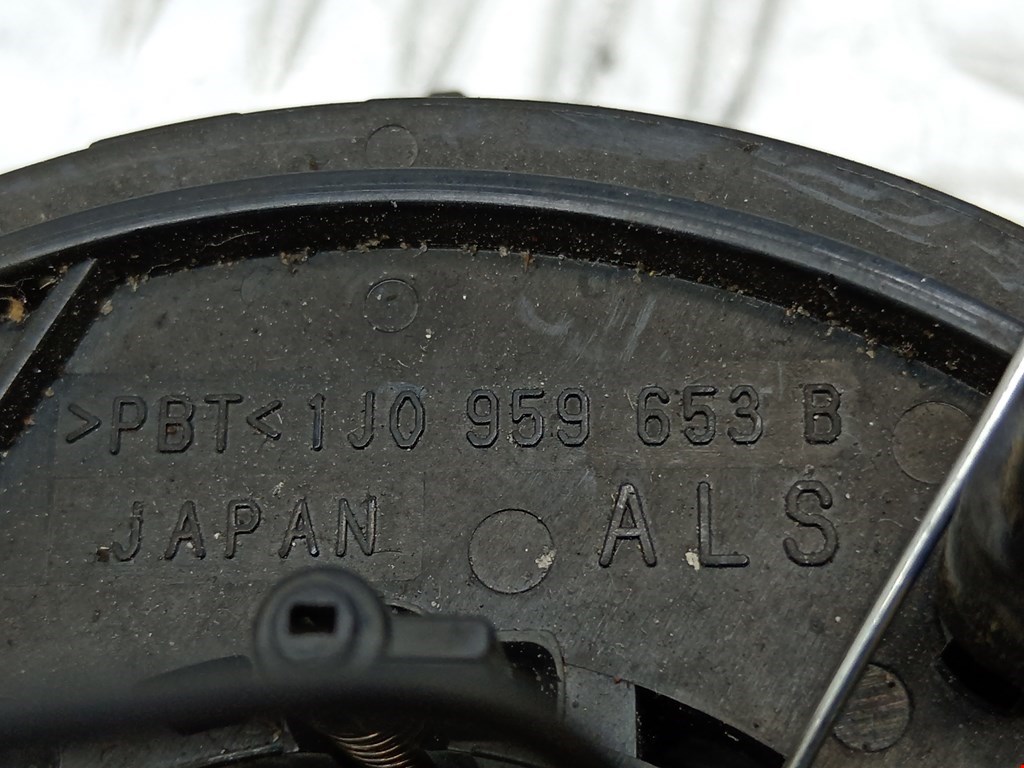 >PBT< 1J0 959 653 B
JAPAN ALS